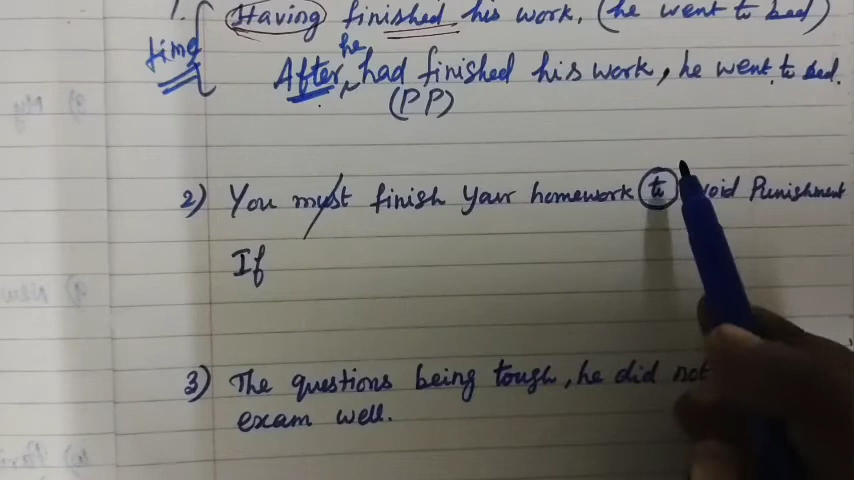 1. Having finished his work, (he went to bed)
he
time After, had finished his work, he went to bed.
(PP)
2) You must finish your homework to avoid Punishment
If
3) The questions being tough, he did not
exam well.